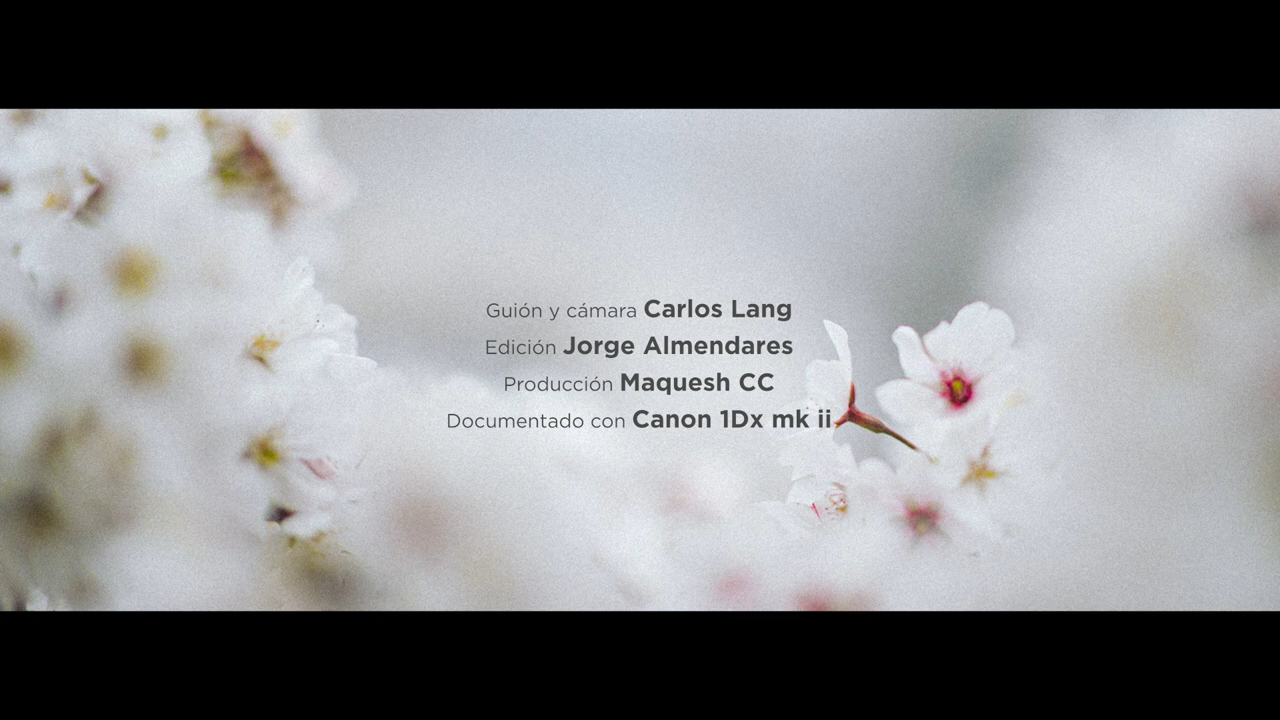 Guión y cámara Carlos Lang
Edición Jorge Almendares
Producción Maquesh CC
Documentado con Canon 1Dx mk ii